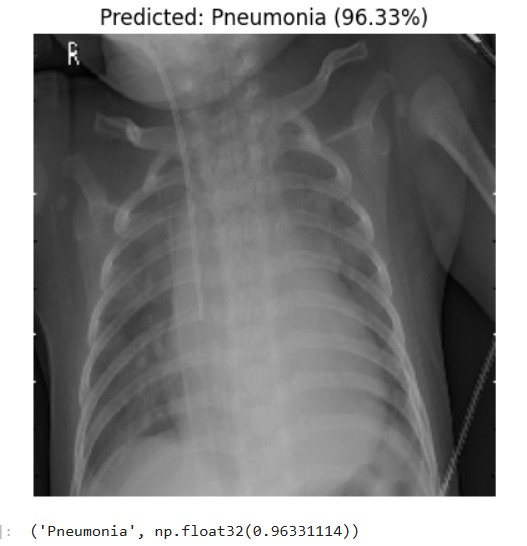 Predicted: Pneumonia (96.33%)
R
]: ('Pneumonia', np.float32(0.96331114))